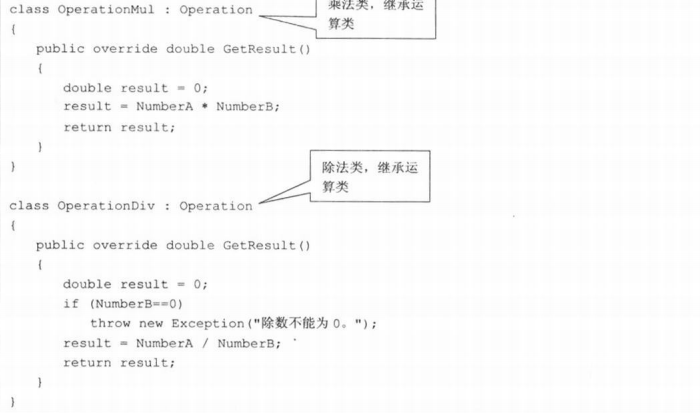 class OperationMul : Operation
乘法类，继承运
算类
{
public override double GetResult()
{
double result = 0;
result = NumberA * NumberB;
return result;
}
}
除法类，继承运
算类
class OperationDiv : Operation
{
public override double GetResult()
{
double result = 0;
if (NumberB==0)
throw new Exception("除数不能为0。");
result = NumberA / NumberB;
return result;
}
}